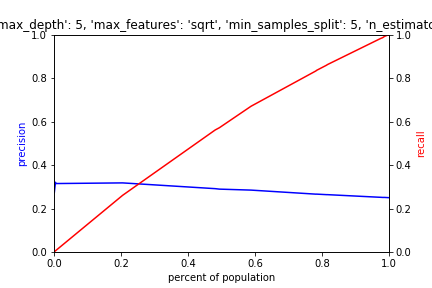 max_depth': 5, 'max_features': 'sqrt', 'min_samples_split': 5, 'n_estimato
1.0 1.0
0.8 0.8
0.6 0.6
precision recall
0.4 0.4
0.2 0.2
0.0 0.0
0.0 0.2 0.4 0.6 0.8 1.0
percent of population